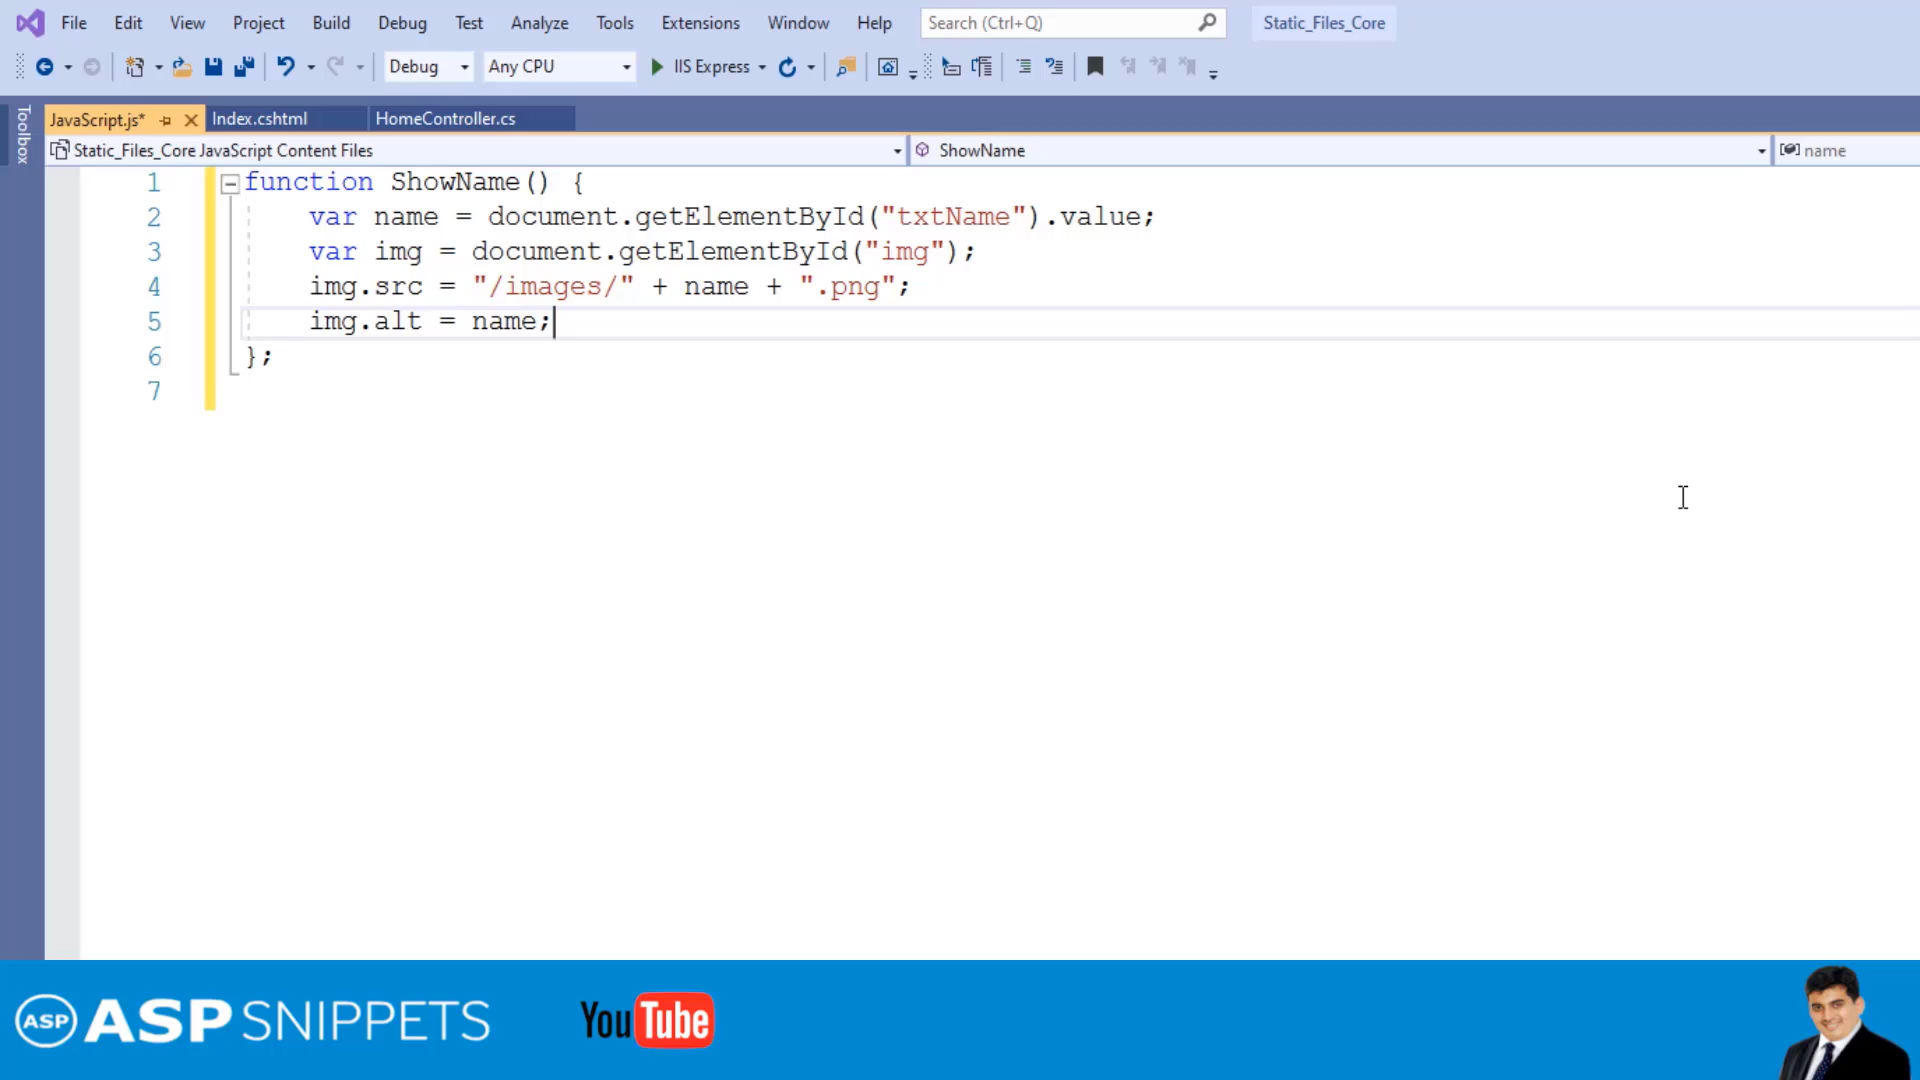 File Edit View Project Build Debug Test Analyze Tools Extensions Window Help Search (Ctrl+Q) Static_Files_Core
Debug Any CPU IIS Express
Toolbox
JavaScript.js* Index.cshtml HomeController.cs
Static_Files_Core JavaScript Content Files ShowName name
1 function ShowName() {
2 var name = document.getElementById("txtName").value;
3 var img = document.getElementById("img");
4 img.src = "/images/" + name + ".png";
5 img.alt = name;
6 };
7
ASP ASPSNIPPETS YouTube